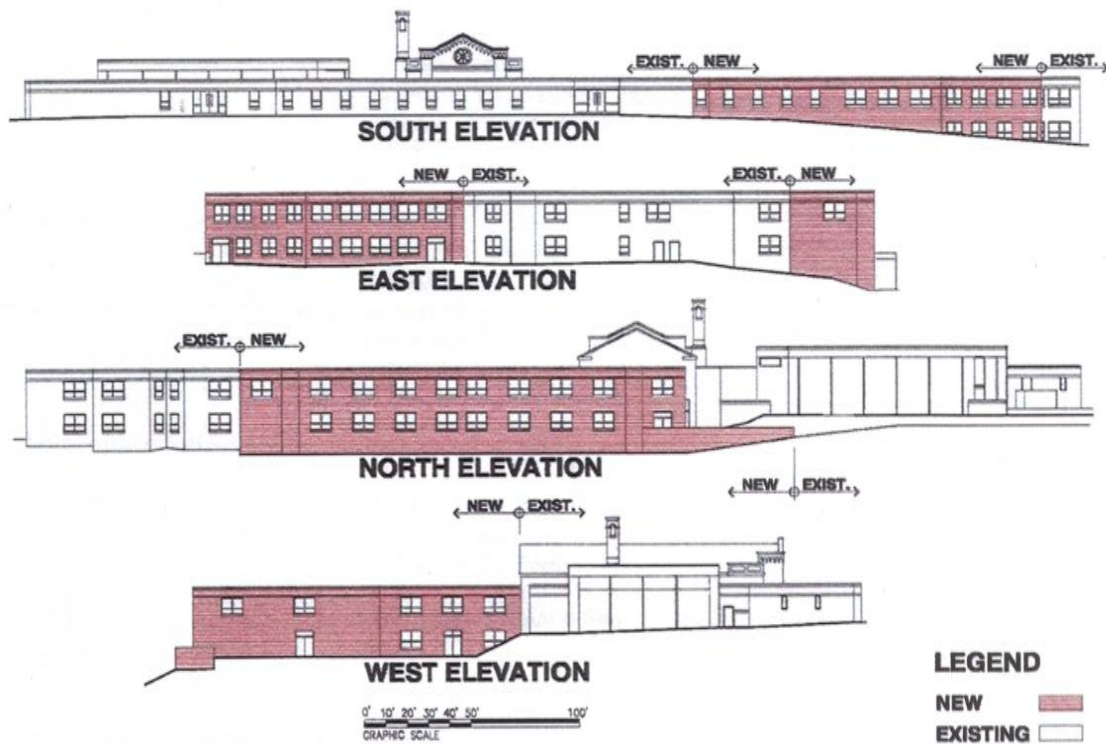 EXIST. NEW NEW EXIST.
SOUTH ELEVATION
NEW EXIST. EXIST. NEW
EAST ELEVATION
EXIST. NEW
NORTH ELEVATION
NEW EXIST.
NEW EXIST.
WEST ELEVATION
0' 10' 20' 30' 40' 50' 100'
GRAPHIC SCALE
LEGEND
NEW
EXISTING